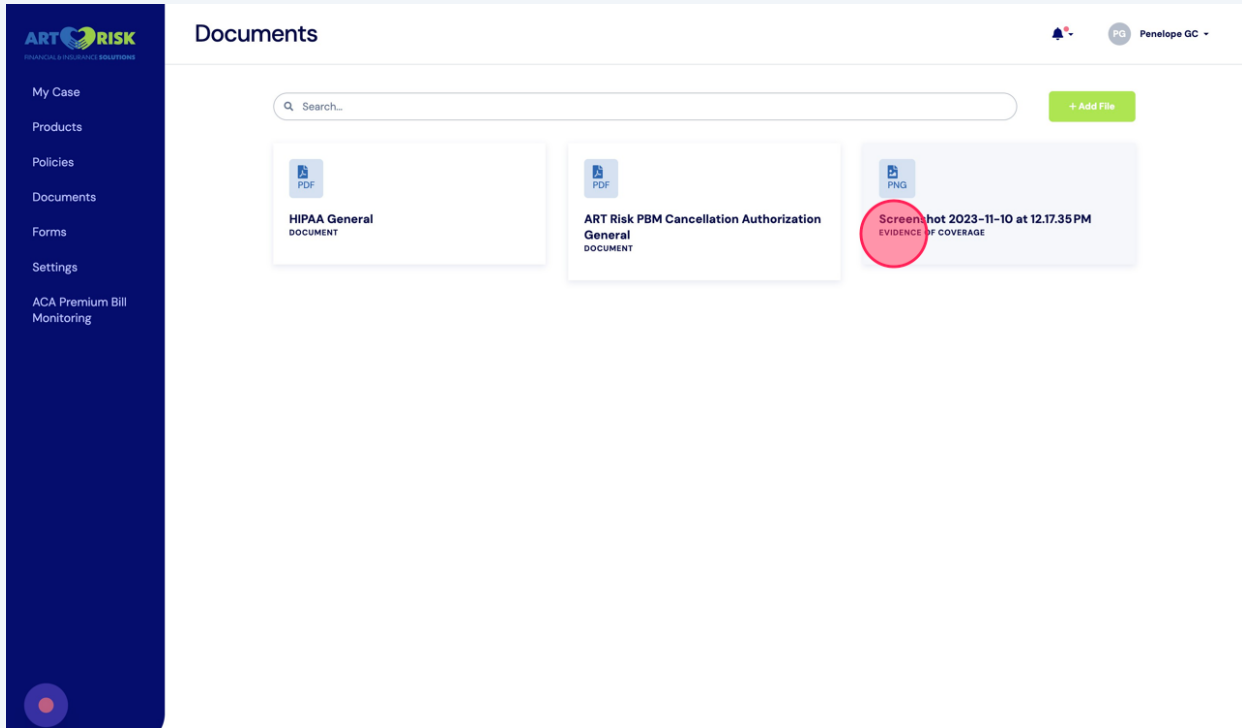 ART RISK
FINANCIAL & INSURANCE SOLUTIONS
Documents
PG
Penelope GC
My Case
Products
Policies
Documents
Forms
Settings
ACA Premium Bill
Monitoring
Search...
+ Add File
PDF
HIPAA General
DOCUMENT
PDF
ART Risk PBM Cancellation Authorization
General
DOCUMENT
PNG
Screenshot 2023-11-10 at 12.17.35 PM
EVIDENCE OF COVERAGE